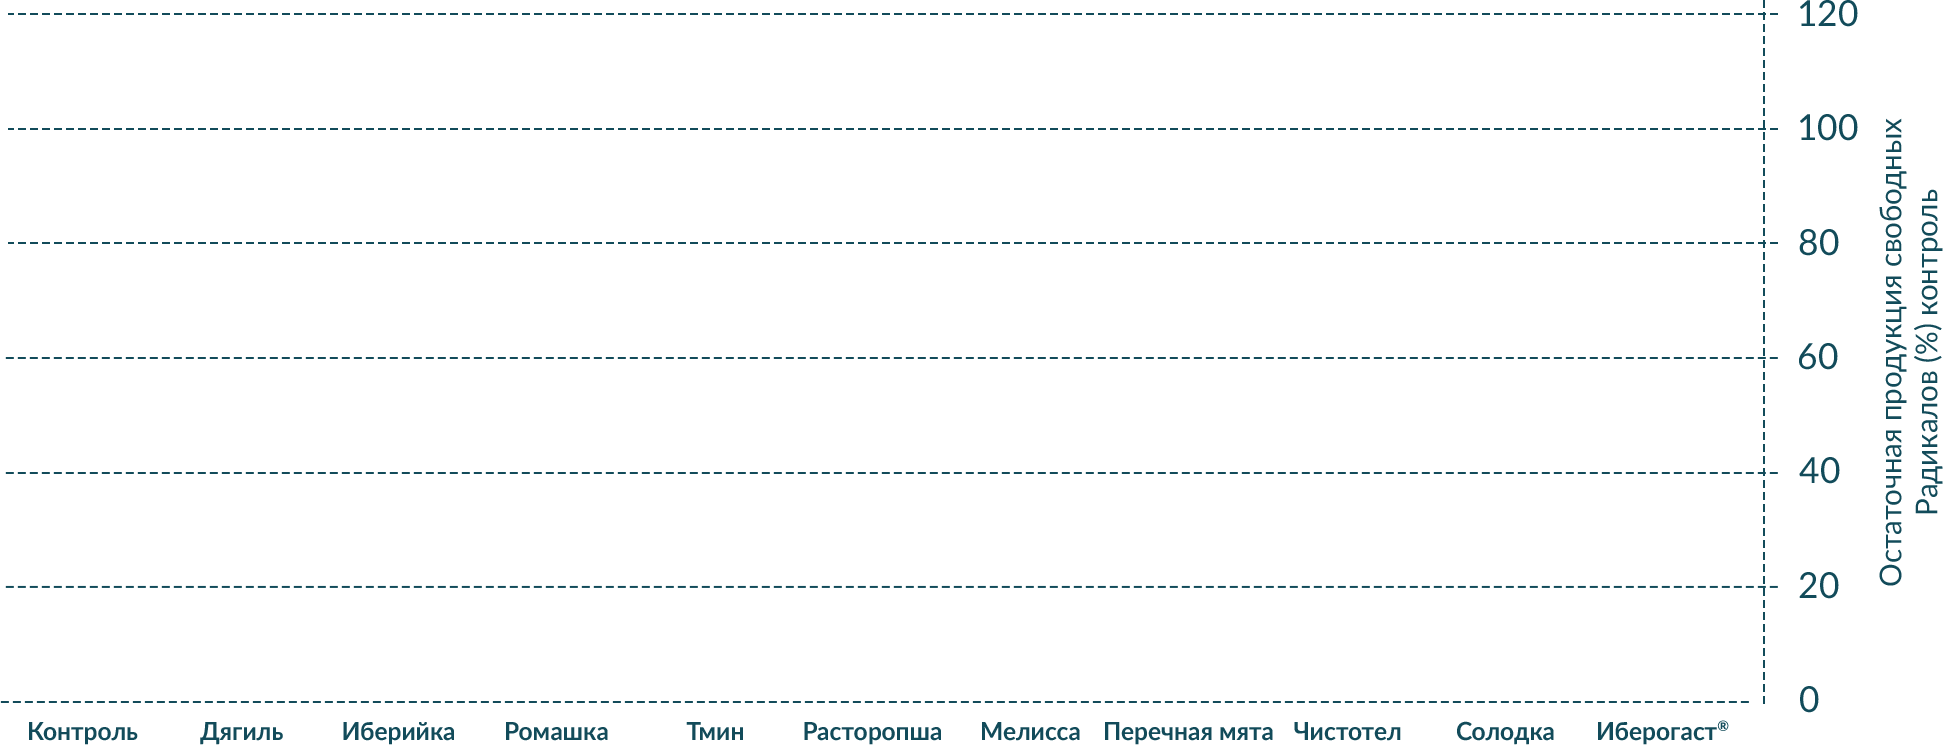 120
100
80
60
40
20
0
Остаточная продукция свободных
Радикалов (%) контроль
Контроль
Дягиль
Иберийка
Ромашка
Тмин
Расторопша
Мелисса
Перечная мята
Чистотел
Солодка
Иберогаст®